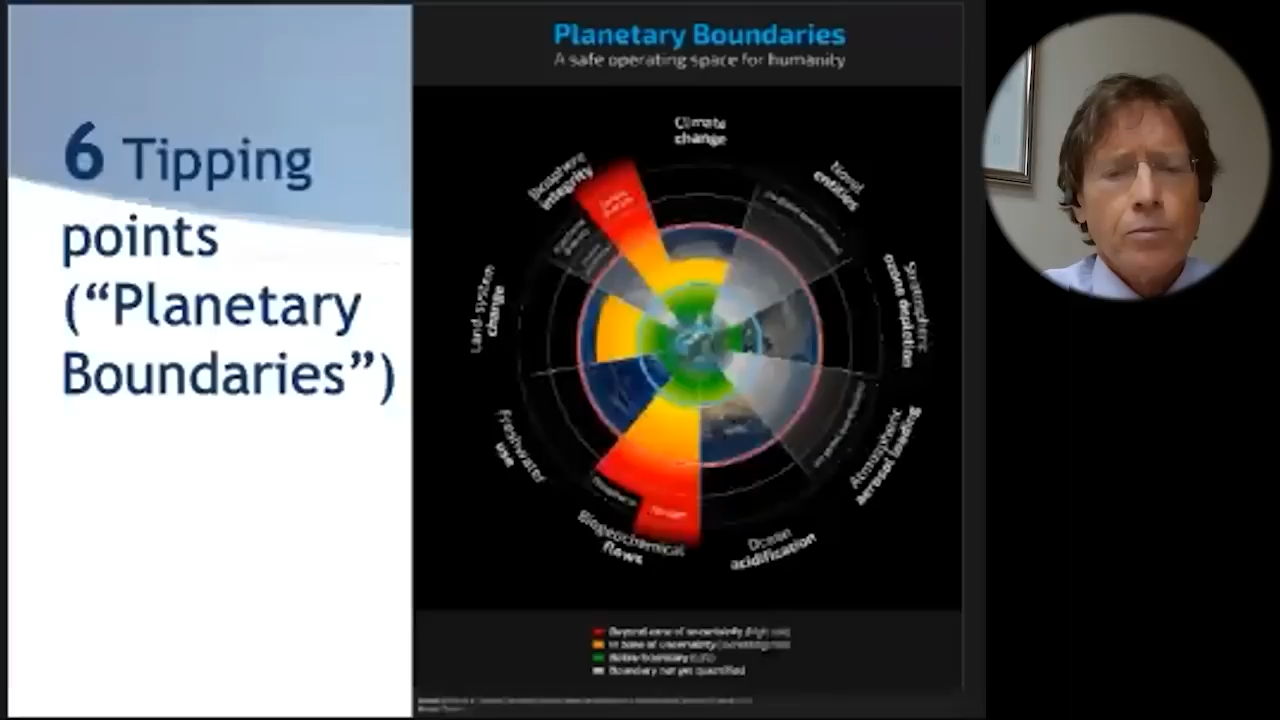 6 Tipping
points
(“Planetary
Boundaries”)
Planetary Boundaries
A safe operating space for humanity
Climate
change
Biosphere
integrity
Novel
entities
Land-system
change
Stratospheric
ozone depletion
Freshwater
use
Atmospheric
aerosol loading
Biogeochemical
flows
Ocean
acidification
Beyond zone of uncertainty (high risk)
In zone of uncertainty (increasing risk)
Below boundary (safe)
Boundary not yet quantified